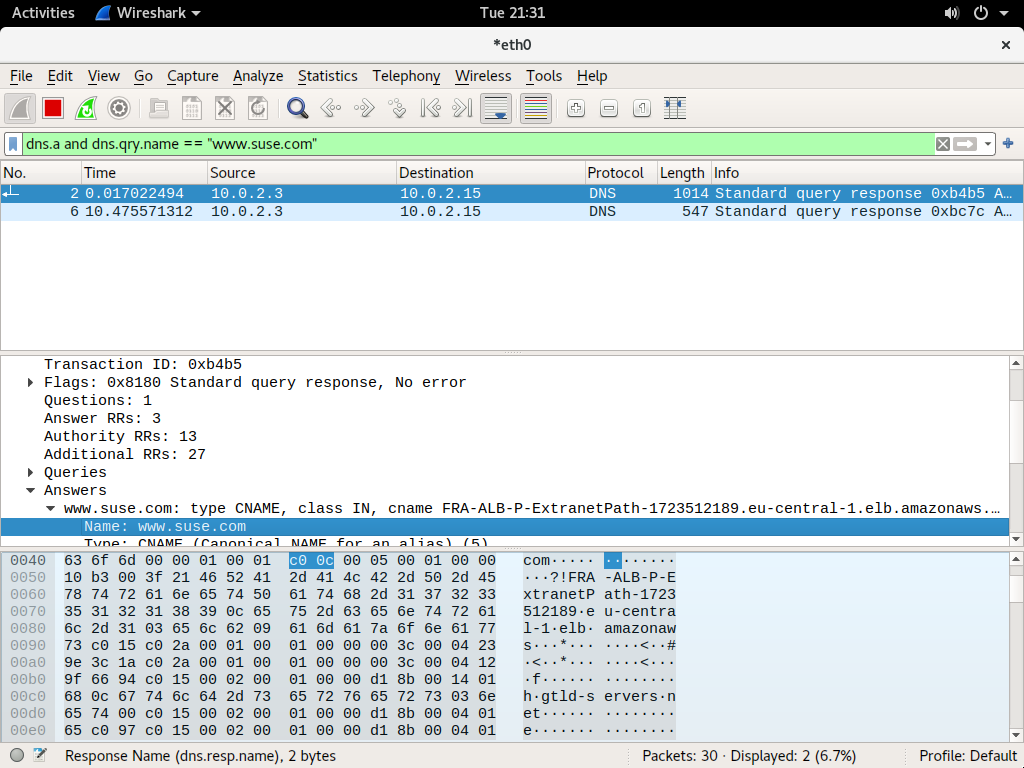 Activities Wireshark Tue 21:31
*eth0
File Edit View Go Capture Analyze Statistics Telephony Wireless Tools Help
dns.a and dns.qry.name == "www.suse.com"
No. Time Source Destination Protocol Length Info
2 0.017022494 10.0.2.3 10.0.2.15 DNS 1014 Standard query response 0xb4b5 A…
6 10.475571312 10.0.2.3 10.0.2.15 DNS 547 Standard query response 0xbc7c A…
Transaction ID: 0xb4b5
Flags: 0x8180 Standard query response, No error
Questions: 1
Answer RRs: 3
Authority RRs: 13
Additional RRs: 27
Queries
Answers
www.suse.com: type CNAME, class IN, cname FRA-ALB-P-ExtranetPath-1723512189.eu-central-1.elb.amazonaws.…
Name: www.suse.com
Type: CNAME (Canonical NAME for an alias) (5)
0040 63 6f 6d 00 00 01 00 01 c0 0c 00 05 00 01 00 00 com····· ········
0050 10 b3 00 3f 21 46 52 41 2d 41 4c 42 2d 50 2d 45 ···?!FRA -ALB-P-E
0060 78 74 72 61 6e 65 74 50 61 74 68 2d 31 37 32 33 xtranetP ath-1723
0070 35 31 32 31 38 39 0c 65 75 2d 63 65 6e 74 72 61 512189·e u-centra
0080 6c 2d 31 03 65 6c 62 09 61 6d 61 7a 6f 6e 61 77 l-1·elb· amazonaw
0090 73 c0 15 c0 2a 00 01 00 01 00 00 00 3c 00 04 23 s···*··· ····<··#
00a0 9e 3c 1a c0 2a 00 01 00 01 00 00 00 3c 00 04 12 ·<··*··· ····<···
00b0 9f 66 94 c0 15 00 02 00 01 00 00 d1 8b 00 14 01 ·f······ ········
00c0 68 0c 67 74 6c 64 2d 73 65 72 76 65 72 73 03 6e h·gtld-s ervers·n
00d0 65 74 00 c0 15 00 02 00 01 00 00 d1 8b 00 04 01 et······ ········
00e0 65 c0 97 c0 15 00 02 00 01 00 00 d1 8b 00 04 01 e······· ········
Response Name (dns.resp.name), 2 bytes Packets: 30 · Displayed: 2 (6.7%) Profile: Default